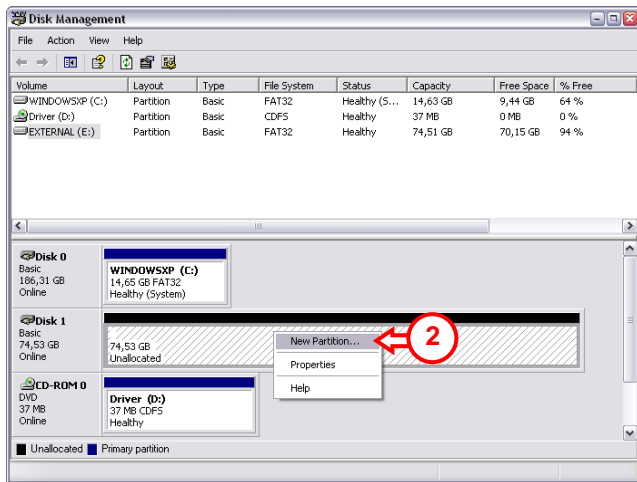 Disk Management
File Action View Help
Volume Layout Type File System Status Capacity Free Space % Free
WINDOWSXP (C:) Partition Basic FAT32 Healthy (S... 14,63 GB 9,44 GB 64 %
Driver (D:) Partition Basic CDFS Healthy 37 MB 0 MB 0 %
EXTERNAL (E:) Partition Basic FAT32 Healthy 74,51 GB 70,15 GB 94 %
Disk 0
Basic
186,31 GB
Online
WINDOWSXP (C:)
14,65 GB FAT32
Healthy (System)
Disk 1
Basic
74,53 GB
Online
74,53 GB
Unallocated
New Partition...
Properties
Help
2
CD-ROM 0
DVD
37 MB
Online
Driver (D:)
37 MB CDFS
Healthy
Unallocated Primary partition